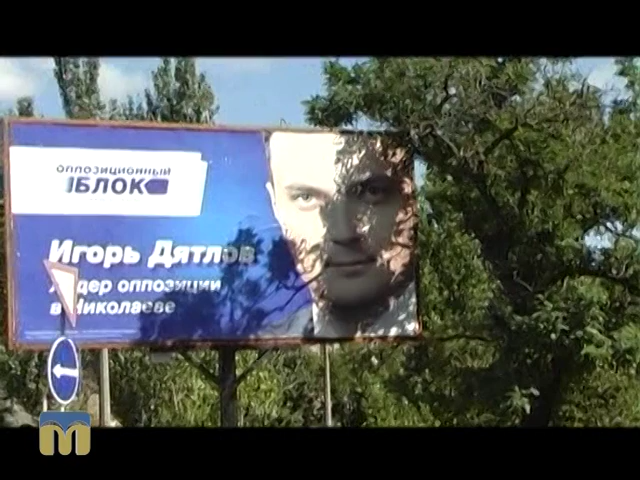 оппозиционный
БЛОК
Игорь Дятлов
Лидер оппозиции
в Николаеве
М